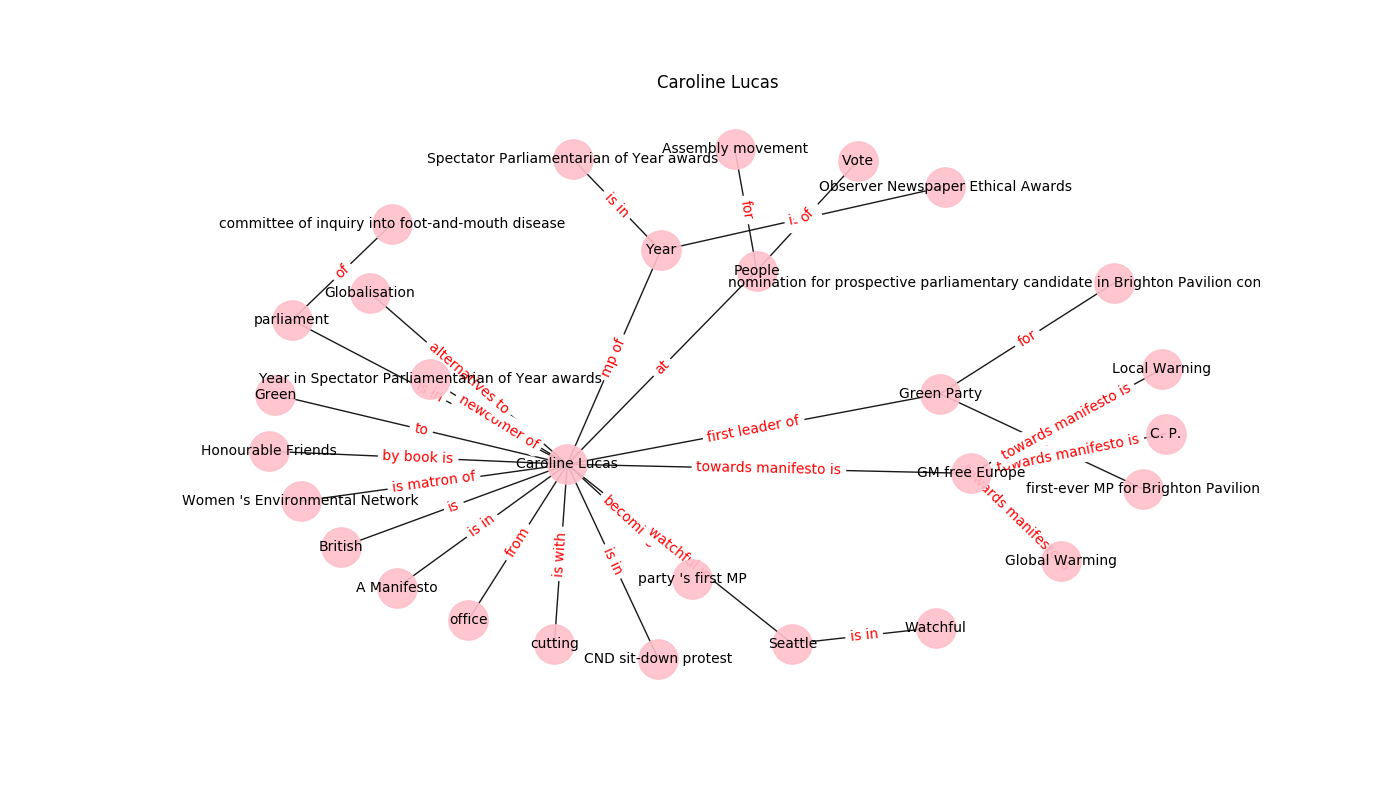 Caroline Lucas
Assembly movement
Spectator Parliamentarian of Year awards
Vote
Observer Newspaper Ethical Awards
is in
for
of
committee of inquiry into foot-and-mouth disease
Year
of
People
nomination for prospective parliamentary candidate in Brighton Pavilion con
Globalisation
parliament
for
alternatives to
mp of
at
Local Warning
Year in Spectator Parliamentarian of Year awards
Green
newcomer of
towards manifesto is
Green Party
to
first leader of
C. P.
towards manifesto is
Honourable Friends
by book is
Caroline Lucas
towards manifesto is
GM free Europe
is matron of
Women 's Environmental Network
first-ever MP for Brighton Pavilion
is
is in
from
is with
is in
British
Global Warming
A Manifesto
party 's first MP
office
cutting
CND sit-down protest
Seattle
is in
Watchful